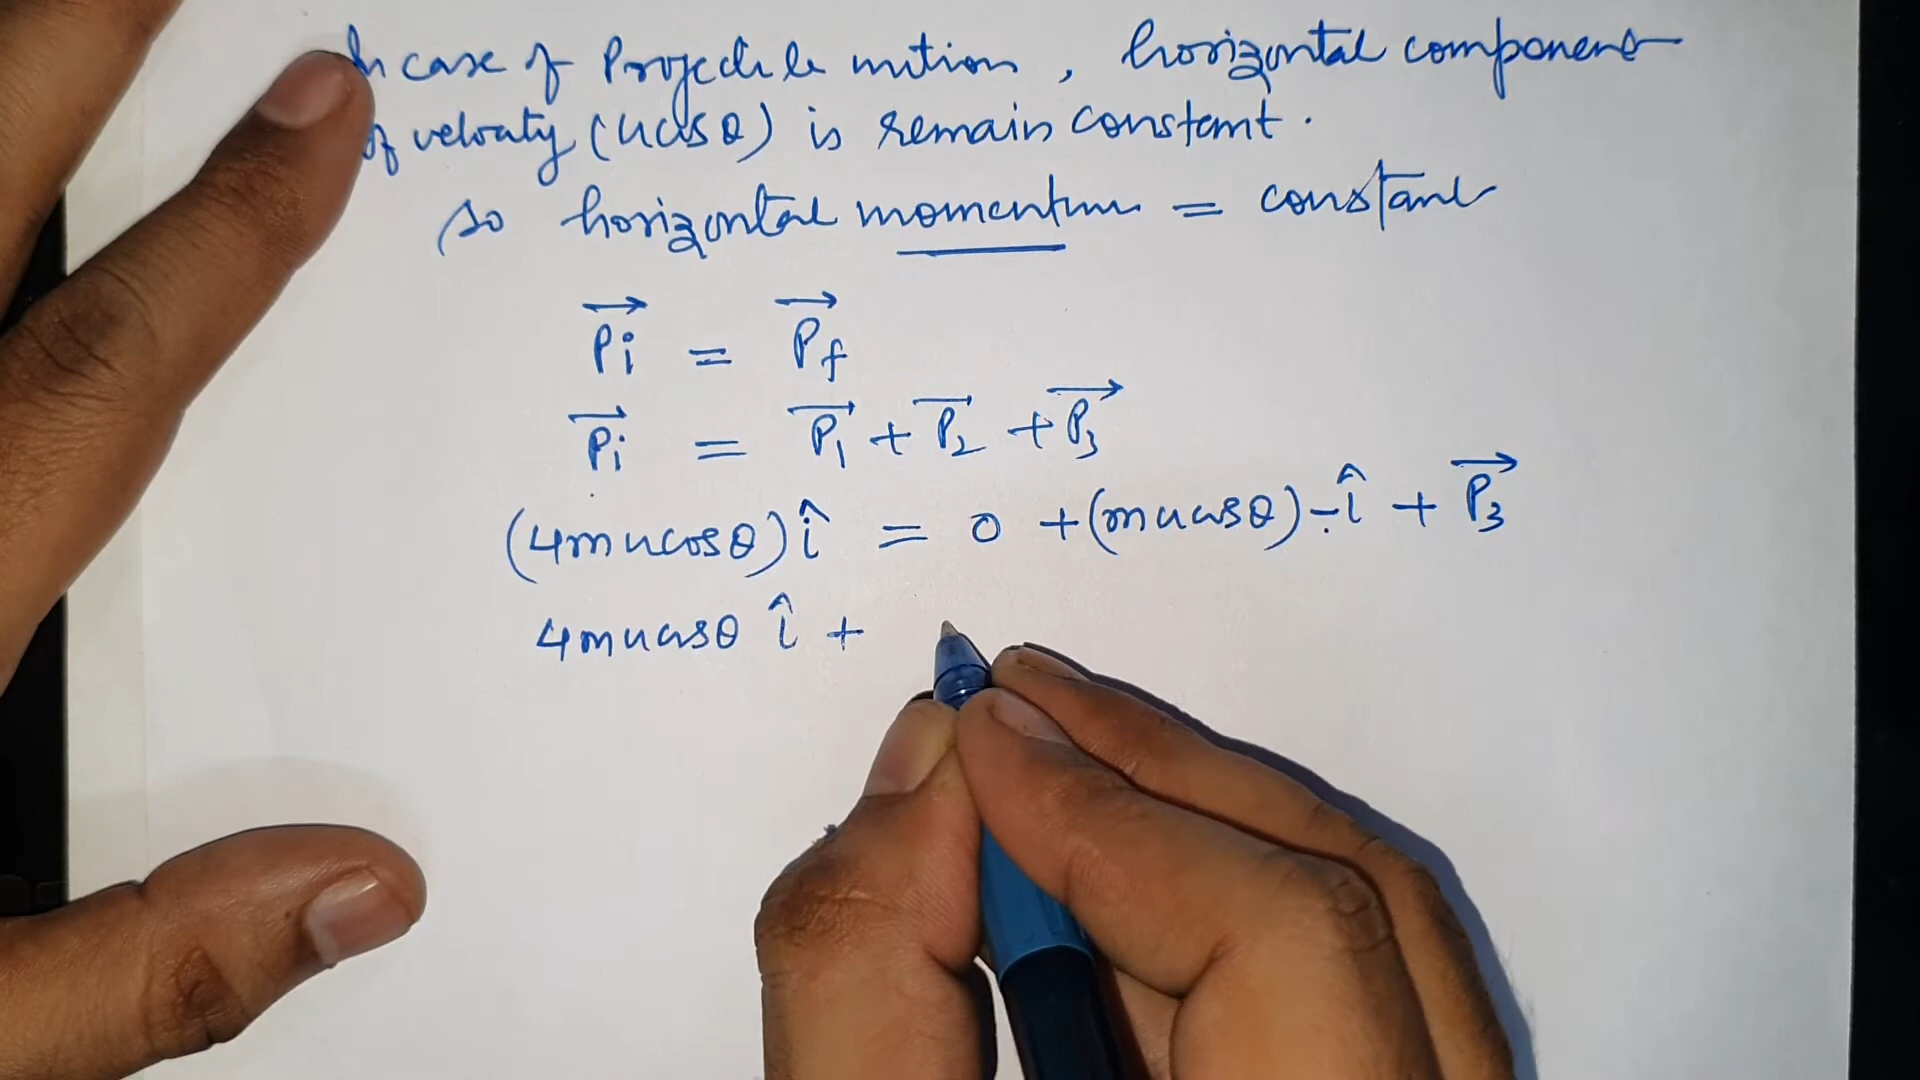 In case of Projectile motion, horizontal component
of velocity (ucosθ) is remain constant.
so horizontal momentum = constant
→Pi = →Pf
→Pi = →P1 + →P2 + →P3
(4mucosθ)î = 0 + (mucosθ) -î + →P3
4mucosθ î +